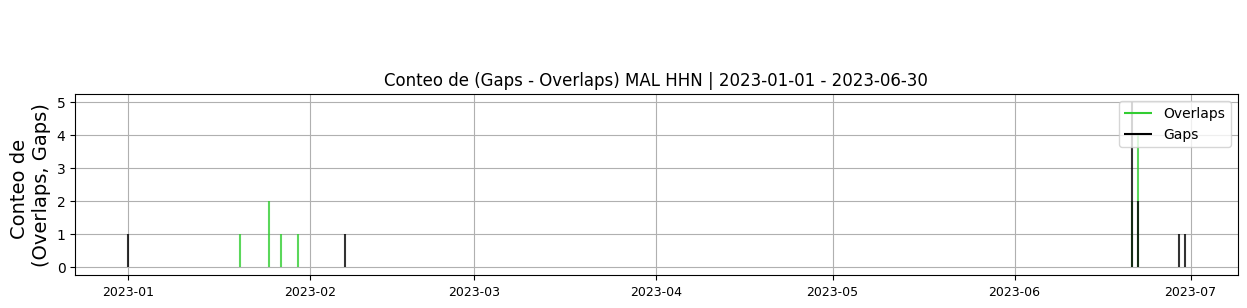 Conteo de (Gaps - Overlaps) MAL HHN | 2023-01-01 - 2023-06-30
Conteo de
(Overlaps, Gaps)
5
4
3
2
1
0
Overlaps
Gaps
2023-01
2023-02
2023-03
2023-04
2023-05
2023-06
2023-07